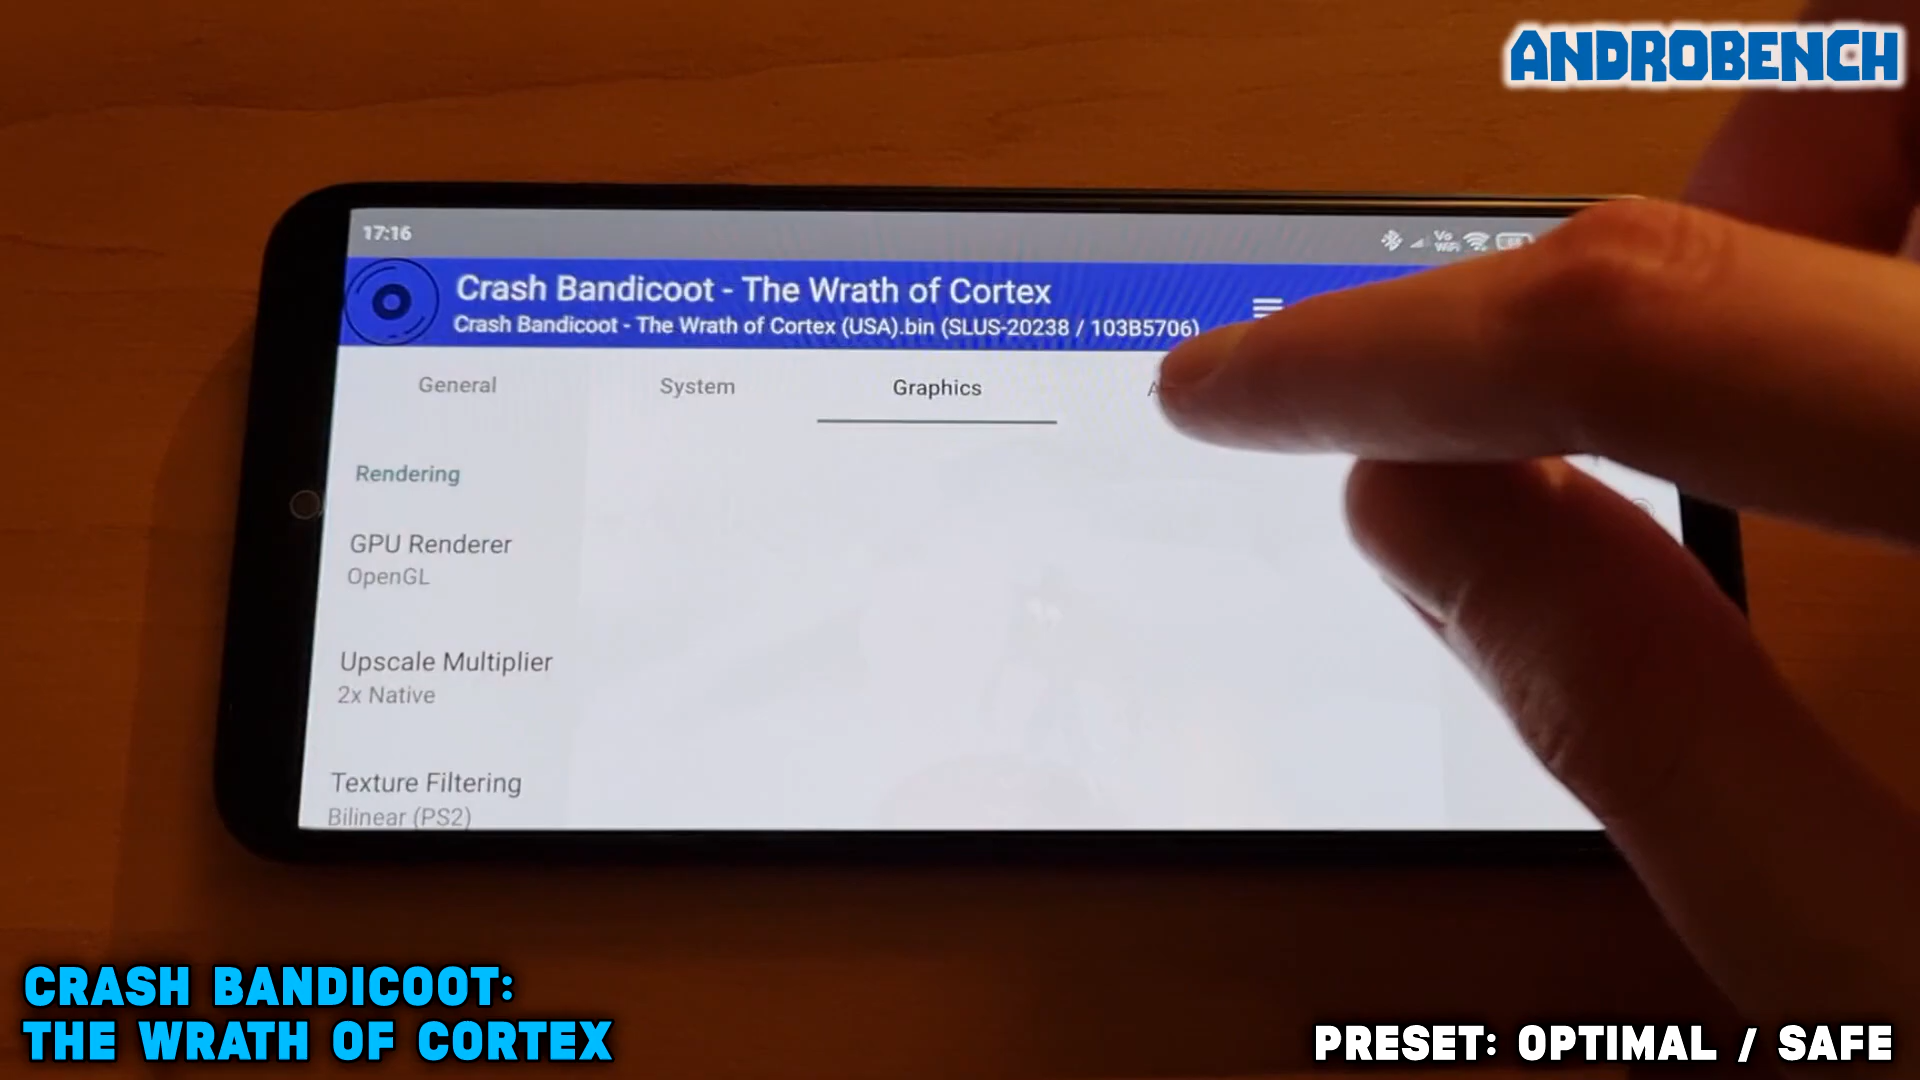 ANDROBENCH
17:16
Vo
WiFi
Crash Bandicoot - The Wrath of Cortex
Crash Bandicoot - The Wrath of Cortex (USA).bin (SLUS-20238 / 103B5706)
General System Graphics
Rendering
GPU Renderer
OpenGL
Upscale Multiplier
2x Native
Texture Filtering
Bilinear (PS2)
CRASH BANDICOOT:
THE WRATH OF CORTEX
PRESET: OPTIMAL / SAFE